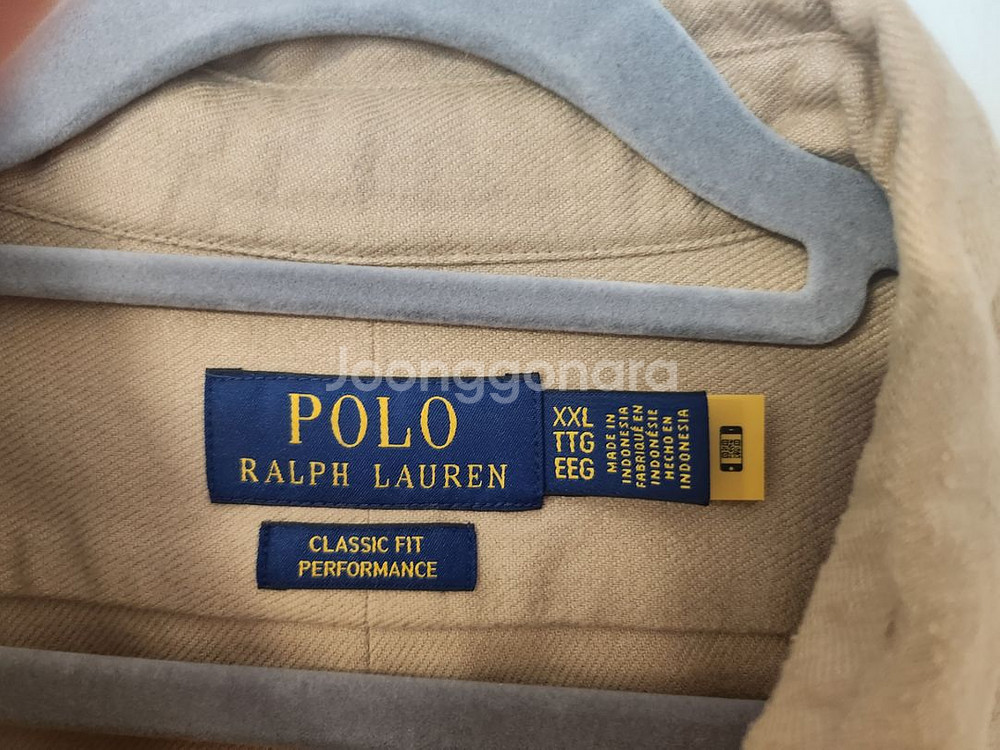 Joonggonara
POLO
RALPH LAUREN
XXL
TTG
EEG
MADE IN
INDONESIA
FABRIQUÉ EN
INDONÉSIE
HECHO EN
INDONESIA
CLASSIC FIT
PERFORMANCE